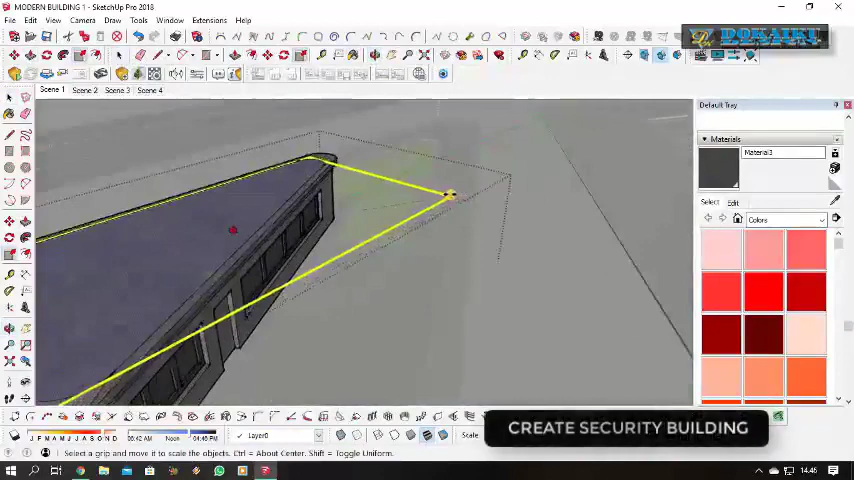 MODERN BUILDING 1 - SketchUp Pro 2018
File Edit View Camera Draw Tools Window Extensions Help
DOKAIKU
DESIGN
Scene 1 Scene 2 Scene 3 Scene 4
Default Tray
Materials
Material3
Select Edit
Colors
CREATE SECURITY BUILDING
J F M A M J J A S O N D
06:42 AM Noon 04:46 PM
Layer0
Scale
Select a grip and move it to scale the objects. Ctrl = About Center. Shift = Toggle Uniform.
14.45